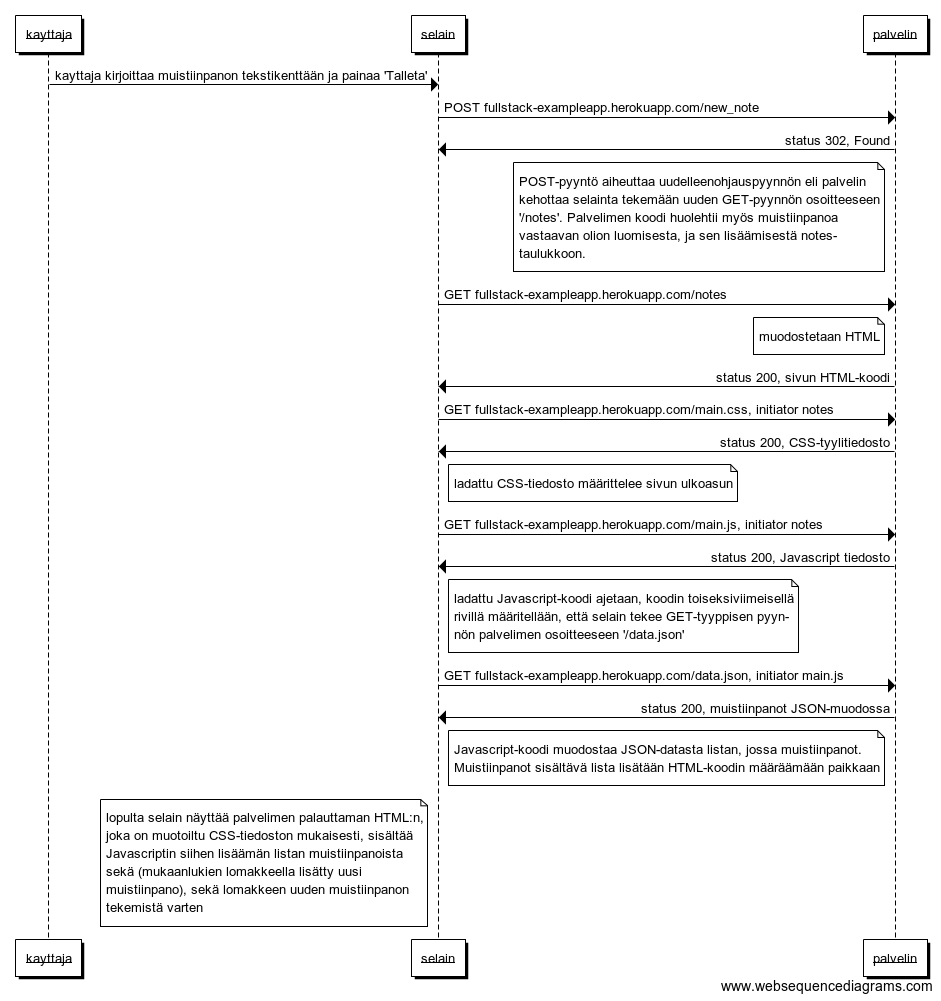 kayttaja
selain
palvelin
kayttaja kirjoittaa muistiinpanon tekstikenttään ja painaa 'Talleta'
POST fullstack-exampleapp.herokuapp.com/new_note
status 302, Found
POST-pyyntö aiheuttaa uudelleenohjauspyynnön eli palvelin
kehottaa selainta tekemään uuden GET-pyynnön osoitteeseen
'/notes'. Palvelimen koodi huolehtii myös muistiinpanoa
vastaavan olion luomisesta, ja sen lisäämisestä notes-
taulukkoon.
GET fullstack-exampleapp.herokuapp.com/notes
muodostetaan HTML
status 200, sivun HTML-koodi
GET fullstack-exampleapp.herokuapp.com/main.css, initiator notes
status 200, CSS-tyylitiedosto
ladattu CSS-tiedosto määrittelee sivun ulkoasun
GET fullstack-exampleapp.herokuapp.com/main.js, initiator notes
status 200, Javascript tiedosto
ladattu Javascript-koodi ajetaan, koodin toiseksiviimeisellä
rivillä määritellään, että selain tekee GET-tyyppisen pyyn-
nön palvelimen osoitteeseen '/data.json'
GET fullstack-exampleapp.herokuapp.com/data.json, initiator main.js
status 200, muistiinpanot JSON-muodossa
Javascript-koodi muodostaa JSON-datasta listan, jossa muistiinpanot.
Muistiinpanot sisältävä lista lisätään HTML-koodin määräämään paikkaan
lopulta selain näyttää palvelimen palauttaman HTML:n,
joka on muotoiltu CSS-tiedoston mukaisesti, sisältää
Javascriptin siihen lisäämän listan muistiinpanoista
sekä (mukaanlukien lomakkeella lisätty uusi
muistiinpano), sekä lomakkeen uuden muistiinpanon
tekemistä varten
kayttaja
selain
palvelin
www.websequencediagrams.com